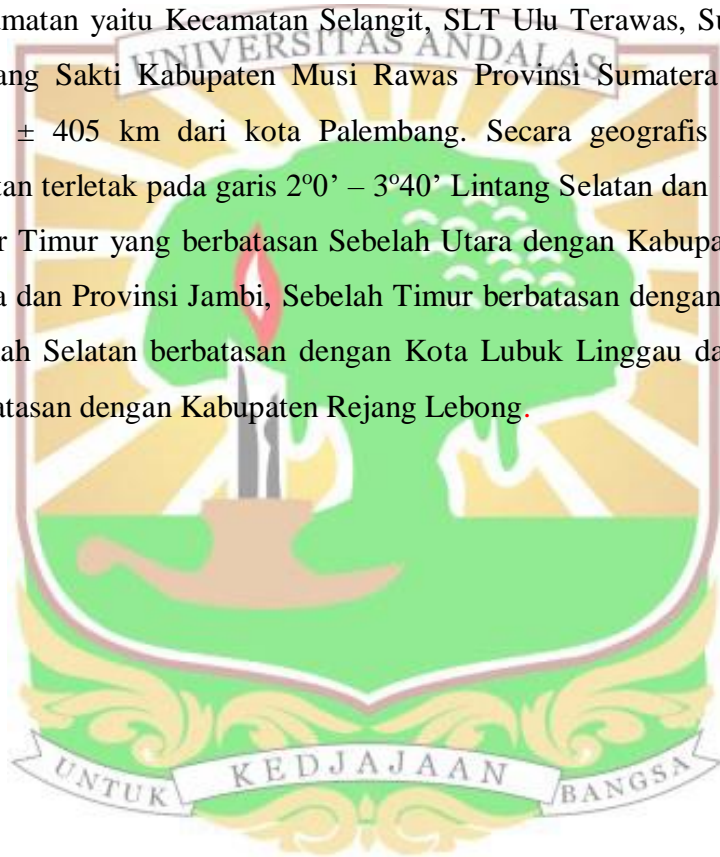 umatan yaitu Kecamatan Selangit, SLT Ulu Terawas, Su
UNIVERSITAS ANDALAS
ang Sakti Kabupaten Musi Rawas Provinsi Sumatera
± 405 km dari kota Palembang. Secara geografis
tan terletak pada garis 2º0’ – 3º40’ Lintang Selatan dan
r Timur yang berbatasan Sebelah Utara dengan Kabupa
a dan Provinsi Jambi, Sebelah Timur berbatasan dengan
lah Selatan berbatasan dengan Kota Lubuk Linggau da
atasan dengan Kabupaten Rejang Lebong.
UNTUK KEDJAJAAN BANGSA